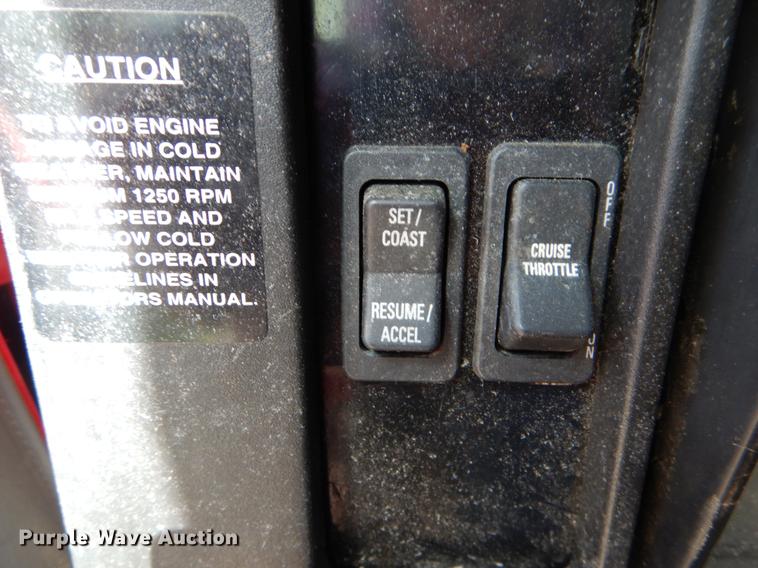 CAUTION
AVOID ENGINE
IN COLD
MAINTAIN
1250 RPM
SPEED AND
COLD
OPERATION
IN
MANUAL.
SET/
COAST
RESUME/
ACCEL
CRUISE
THROTTLE
OFF
ON
Purple Wave Auction